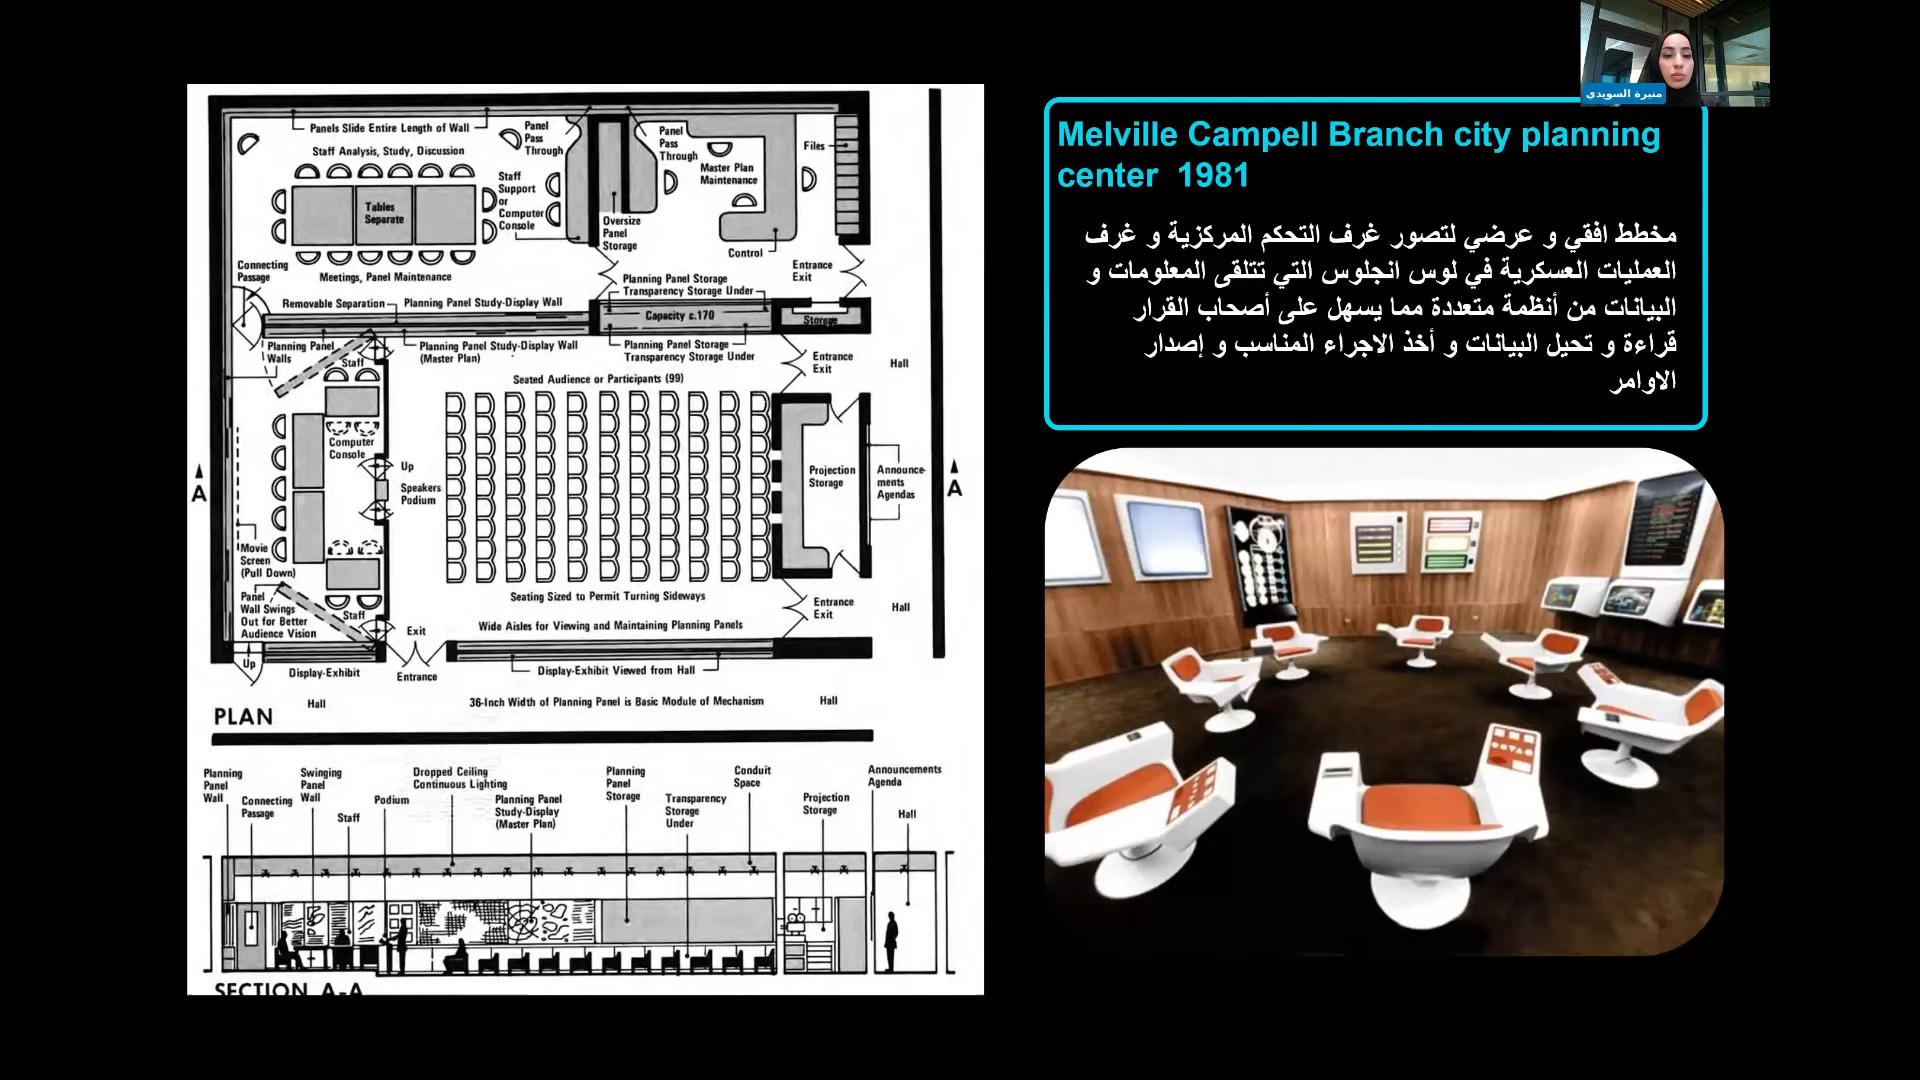 منيرة السويدي
Melville Campell Branch city planning
center 1981
مخطط افقي و عرضي لتصور غرف التحكم المركزية و غرف
العمليات العسكرية في لوس انجلوس التي تتلقى المعلومات و
البيانات من أنظمة متعددة مما يسهل على أصحاب القرار
قراءة و تحيل البيانات و أخذ الاجراء المناسب و إصدار
الاوامر
Panels Slide Entire Length of Wall
Staff Analysis, Study, Discussion
Panel
Pass
Through
Panel
Pass
Through
Files
Master Plan
Maintenance
Staff
Support
or
Computer
Console
Tables
Separate
Oversize
Panel
Storage
Control
Connecting
Passage
Meetings, Panel Maintenance
Entrance
Exit
Planning Panel Storage
Transparency Storage Under
Removable Separation
Planning Panel Study-Display Wall
Capacity c.170
Storage
Planning Panel
Walls
Planning Panel Study-Display Wall
(Master Plan)
Planning Panel Storage
Transparency Storage Under
Entrance
Exit
Hall
Staff
Seated Audience or Participants (99)
Computer
Console
Up
Speakers
Podium
Projection
Storage
Announce-
ments
Agendas
A
A
Movie
Screen
(Pull Down)
Panel
Wall Swings
Out for Better
Audience Vision
Seating Sized to Permit Turning Sideways
Entrance
Exit
Hall
Staff
Exit
Wide Aisles for Viewing and Maintaining Planning Panels
Up
Display-Exhibit
Entrance
Display-Exhibit Viewed from Hall
Hall
36-Inch Width of Planning Panel is Basic Module of Mechanism
Hall
PLAN
Planning
Panel
Wall
Connecting
Passage
Swinging
Panel
Wall
Staff
Podium
Dropped Ceiling
Continuous Lighting
Planning Panel
Study-Display
(Master Plan)
Planning
Panel
Storage
Transparency
Storage
Under
Conduit
Space
Projection
Storage
Announcements
Agenda
Hall
SECTION A-A